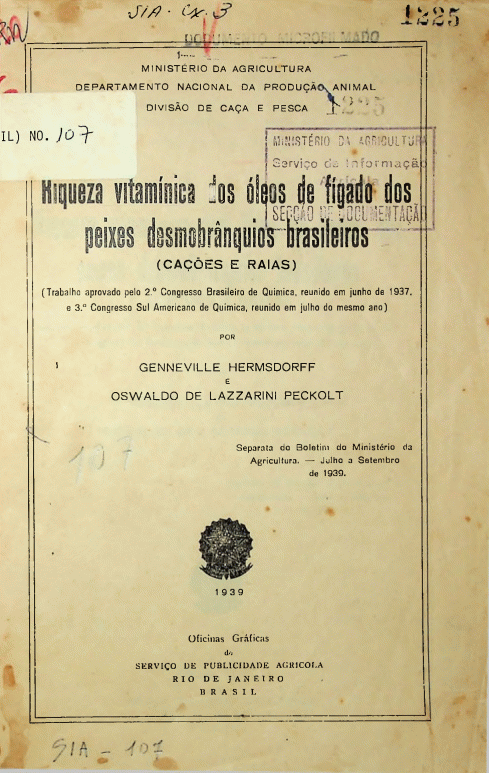 SIA - cx. 3
1225
DOCUMENTO MICROFILMADO
MINISTÉRIO DA AGRICULTURA
DEPARTAMENTO NACIONAL DA PRODUÇÃO ANIMAL
DIVISÃO DE CAÇA E PESCA
1225
IL) NO. 107
MINISTÉRIO DA AGRICULTURA
Serviço de Informação
SECÇÃO DE DOCUMENTAÇÃO
Riqueza vitamínica dos óleos de fígado dos
peixes desmobrânquios brasileiros
(CAÇÕES E RAIAS)
(Trabalho aprovado pelo 2.º Congresso Brasileiro de Quimica, reunido em junho de 1937,
e 3.º Congresso Sul Americano de Quimica, reunido em julho do mesmo ano)
POR
GENNEVILLE HERMSDORFF
E
OSWALDO DE LAZZARINI PECKOLT
107
Separata do Boletim do Ministério da
Agricultura. — Julho a Setembro
de 1939.
1939
Oficinas Gráficas
do
SERVIÇO DE PUBLICIDADE AGRICOLA
RIO DE JANEIRO
BRASIL
SIA - 107